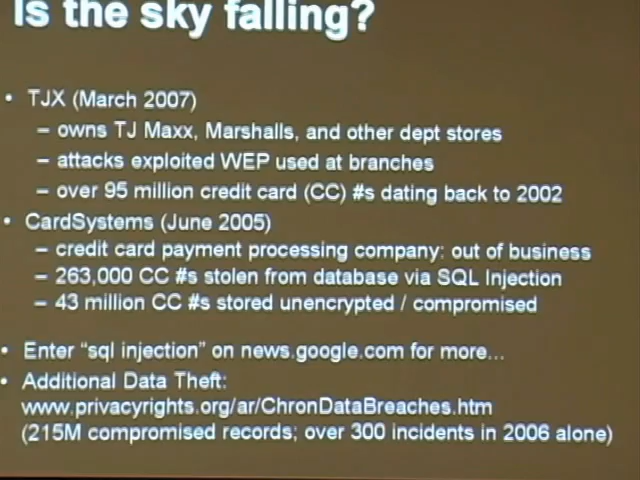 Is the sky falling?
• TJX (March 2007)
– owns TJ Maxx, Marshalls, and other dept stores
– attacks exploited WEP used at branches
– over 95 million credit card (CC) #s dating back to 2002
• CardSystems (June 2005)
– credit card payment processing company: out of business
– 263,000 CC #s stolen from database via SQL Injection
– 43 million CC #s stored unencrypted / compromised
• Enter “sql injection” on news.google.com for more...
• Additional Data Theft:
www.privacyrights.org/ar/ChronDataBreaches.htm
(215M compromised records; over 300 incidents in 2006 alone)